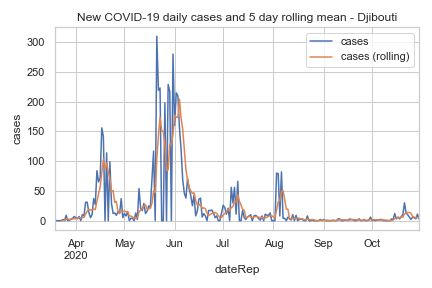 New COVID-19 daily cases and 5 day rolling mean - Djibouti
cases
cases (rolling)
300
250
200
150
100
50
0
cases
Apr
2020
May
Jun
Jul
Aug
Sep
Oct
dateRep